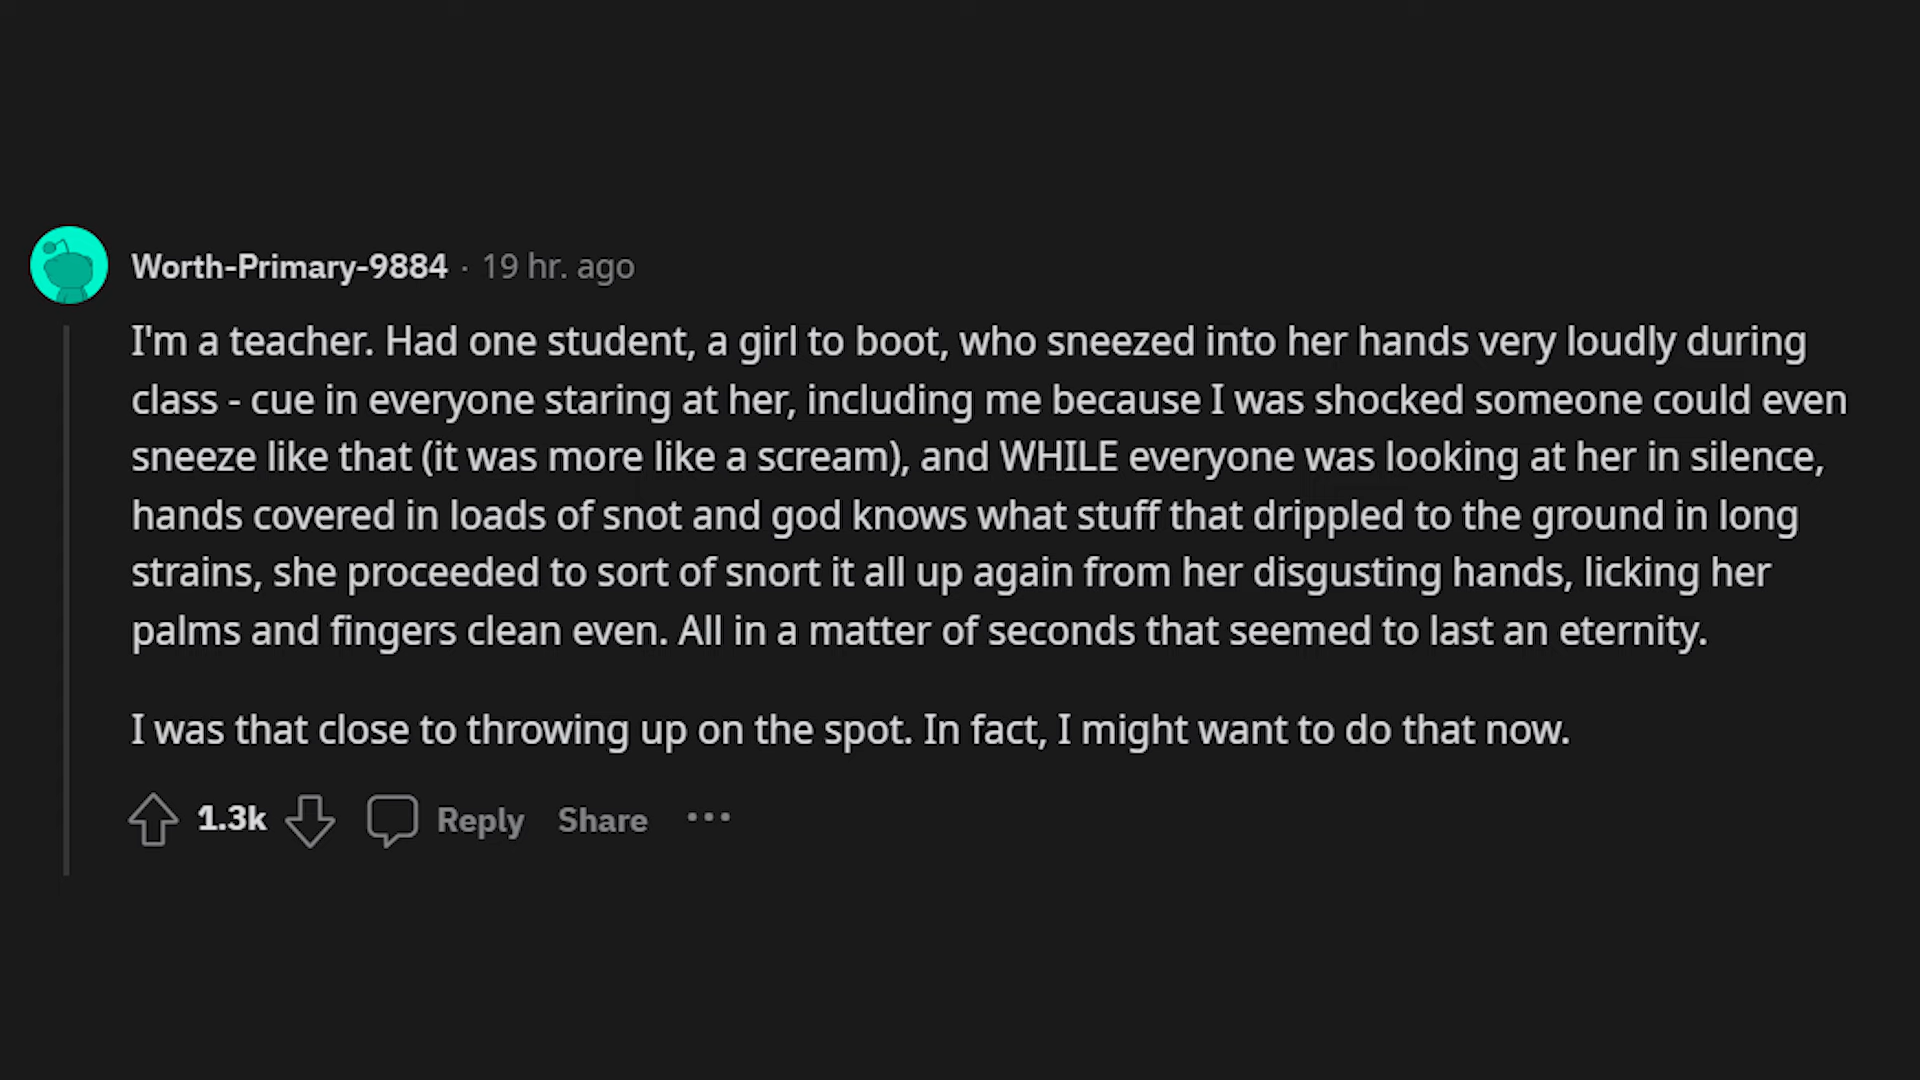 Worth-Primary-9884 · 19 hr. ago
I'm a teacher. Had one student, a girl to boot, who sneezed into her hands very loudly during
class - cue in everyone staring at her, including me because I was shocked someone could even
sneeze like that (it was more like a scream), and WHILE everyone was looking at her in silence,
hands covered in loads of snot and god knows what stuff that drippled to the ground in long
strains, she proceeded to sort of snort it all up again from her disgusting hands, licking her
palms and fingers clean even. All in a matter of seconds that seemed to last an eternity.
I was that close to throwing up on the spot. In fact, I might want to do that now.
1.3k Reply Share ···